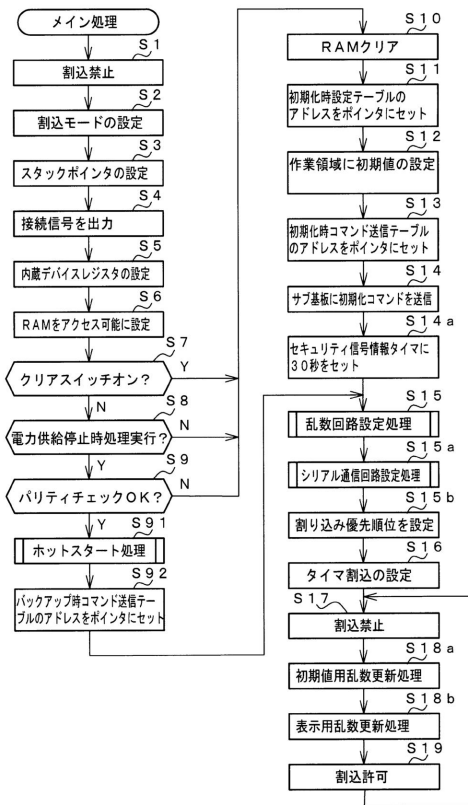 メイン処理
S1
割込禁止
S2
割込モードの設定
S3
スタックポインタの設定
S4
接続信号を出力
S5
内蔵デバイスレジスタの設定
S6
RAMをアクセス可能に設定
S7
クリアスイッチオン?
Y
N
S8
電力供給停止時処理実行?
N
Y
S9
パリティチェックOK?
N
Y
S91
ホットスタート処理
S92
バックアップ時コマンド送信テー
ブルのアドレスをポインタにセット
S10
RAMクリア
S11
初期化時設定テーブルの
アドレスをポインタにセット
S12
作業領域に初期値の設定
S13
初期化時コマンド送信テーブル
のアドレスをポインタにセット
S14
サブ基板に初期化コマンドを送信
S14a
セキュリティ信号情報タイマに
30秒をセット
S15
乱数回路設定処理
S15a
シリアル通信回路設定処理
S15b
割り込み優先順位を設定
S16
タイマ割込の設定
S17
割込禁止
S18a
初期値用乱数更新処理
S18b
表示用乱数更新処理
S19
割込許可